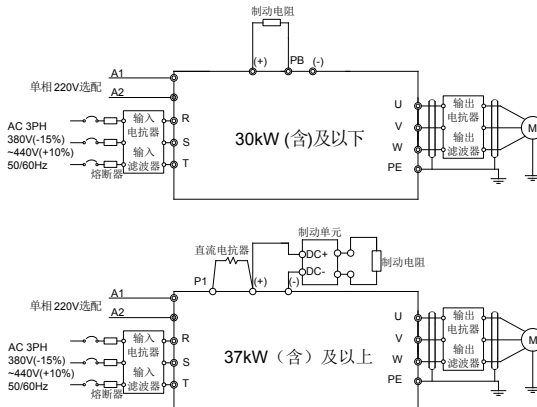 制动电阻
(+)
PB
(-)
A1
单相220V选配
A2
AC 3PH
380V(-15%)
~440V(+10%)
50/60Hz
熔断器
输入
电抗器
输入
滤波器
R
S
T
30kW (含)及以下
U
V
W
PE
输出
电抗器
输出
滤波器
M
制动单元
直流电抗器
DC+
DC-
制动电阻
P1
(+)
(-)
A1
单相220V选配
A2
AC 3PH
380V(-15%)
~440V(+10%)
50/60Hz
熔断器
输入
电抗器
输入
滤波器
R
S
T
37kW（含）及以上
U
V
W
PE
输出
电抗器
输出
滤波器
M